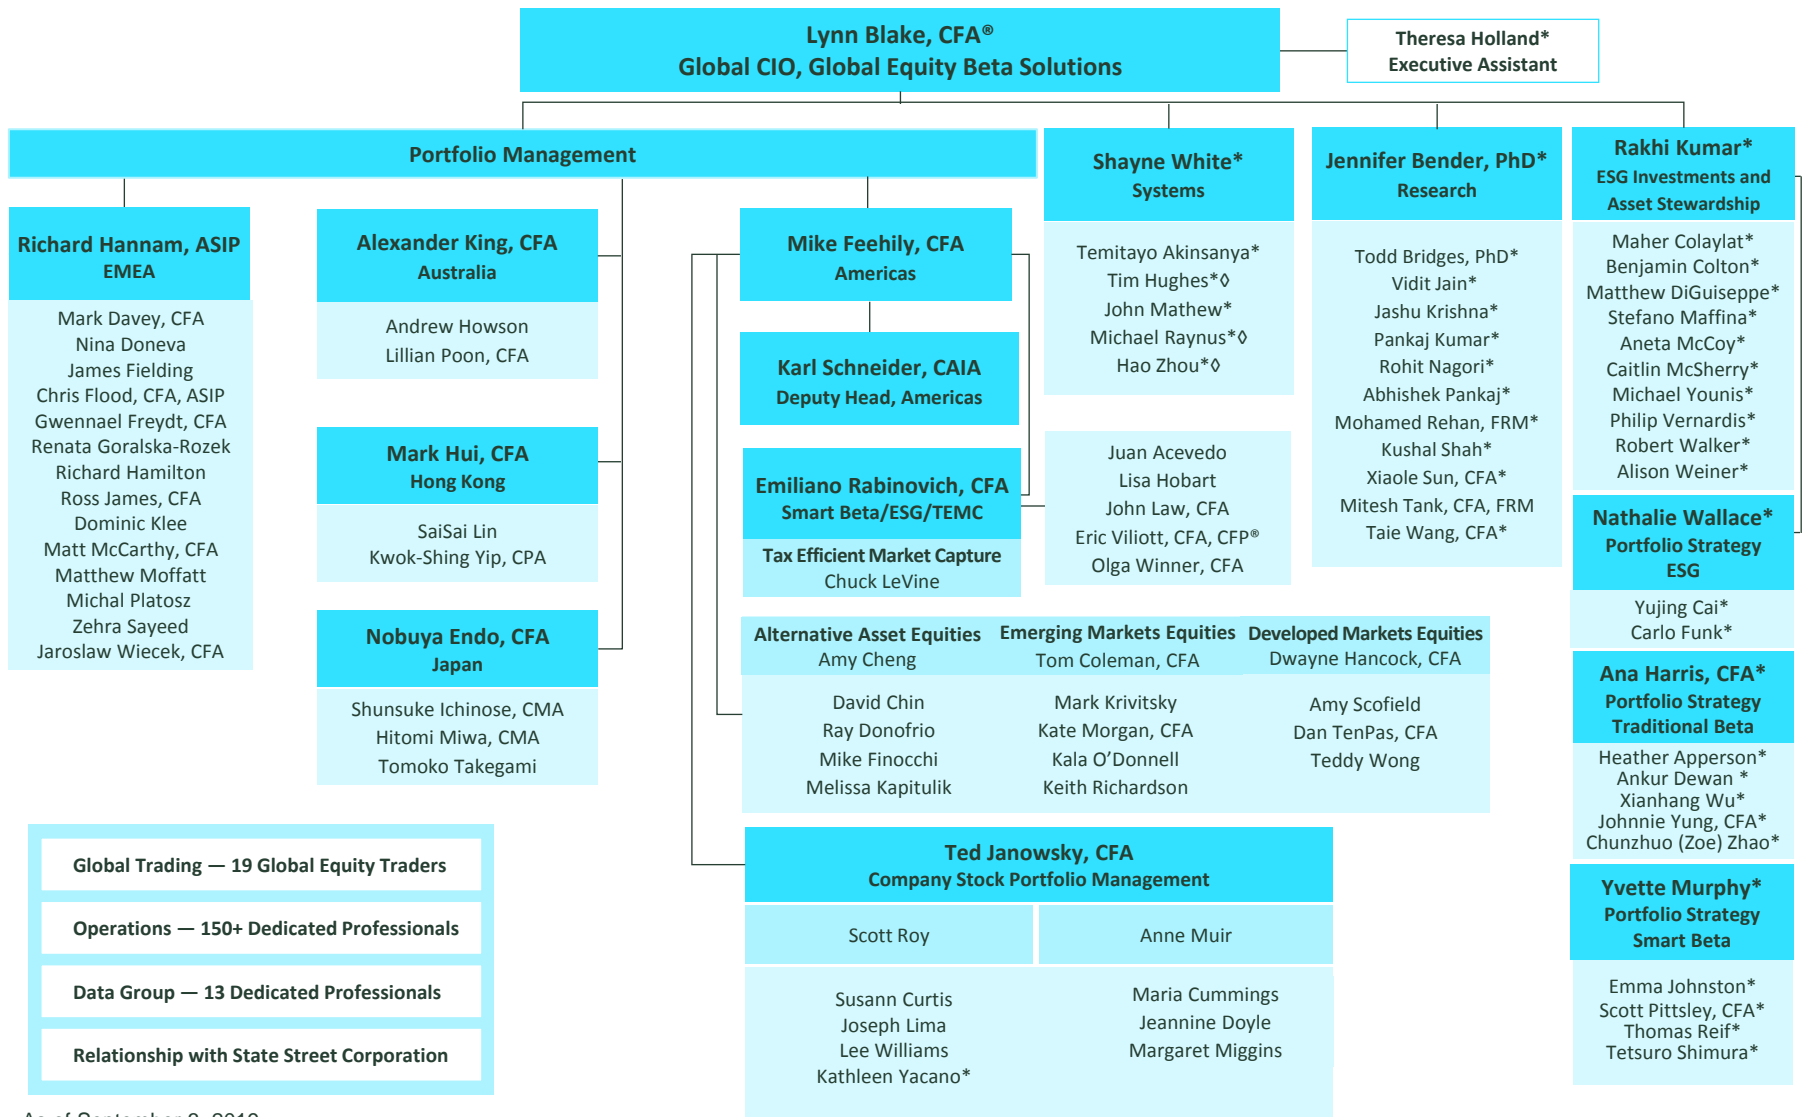 Lynn Blake, CFA®
Global CIO, Global Equity Beta Solutions
Theresa Holland*
Executive Assistant
Portfolio Management
Richard Hannam, ASIP
EMEA
Mark Davey, CFA
Nina Doneva
James Fielding
Chris Flood, CFA, ASIP
Gwennael Freydt, CFA
Renata Goralska-Rozek
Richard Hamilton
Ross James, CFA
Dominic Klee
Matt McCarthy, CFA
Matthew Moffatt
Michal Platosz
Zehra Sayeed
Jaroslaw Wiecek, CFA
Alexander King, CFA
Australia
Andrew Howson
Lillian Poon, CFA
Mark Hui, CFA
Hong Kong
SaiSai Lin
Kwok-Shing Yip, CPA
Nobuya Endo, CFA
Japan
Shunsuke Ichinose, CMA
Hitomi Miwa, CMA
Tomoko Takegami
Mike Feehily, CFA
Americas
Karl Schneider, CAIA
Deputy Head, Americas
Emiliano Rabinovich, CFA
Smart Beta/ESG/TEMC
Tax Efficient Market Capture
Chuck LeVine
Juan Acevedo
Lisa Hobart
John Law, CFA
Eric Viliott, CFA, CFP®
Olga Winner, CFA
Alternative Asset Equities
Amy Cheng
David Chin
Ray Donofrio
Mike Finocchi
Melissa Kapitulik
Emerging Markets Equities
Tom Coleman, CFA
Mark Krivitsky
Kate Morgan, CFA
Kala O’Donnell
Keith Richardson
Developed Markets Equities
Dwayne Hancock, CFA
Amy Scofield
Dan TenPas, CFA
Teddy Wong
Ted Janowsky, CFA
Company Stock Portfolio Management
Scott Roy
Susann Curtis
Joseph Lima
Lee Williams
Kathleen Yacano*
Anne Muir
Maria Cummings
Jeannine Doyle
Margaret Miggins
Shayne White*
Systems
Temitayo Akinsanya*
Tim Hughes*◊
John Mathew*
Michael Raynus*◊
Hao Zhou*◊
Jennifer Bender, PhD*
Research
Todd Bridges, PhD*
Vidit Jain*
Jashu Krishna*
Pankaj Kumar*
Rohit Nagori*
Abhishek Pankaj*
Mohamed Rehan, FRM*
Kushal Shah*
Xiaole Sun, CFA*
Mitesh Tank, CFA, FRM
Taie Wang, CFA*
Rakhi Kumar*
ESG Investments and
Asset Stewardship
Maher Colaylat*
Benjamin Colton*
Matthew DiGuiseppe*
Stefano Maffina*
Aneta McCoy*
Caitlin McSherry*
Michael Younis*
Philip Vernardis*
Robert Walker*
Alison Weiner*
Nathalie Wallace*
Portfolio Strategy
ESG
Yujing Cai*
Carlo Funk*
Ana Harris, CFA*
Portfolio Strategy
Traditional Beta
Heather Apperson*
Ankur Dewan *
Xianhang Wu*
Johnnie Yung, CFA*
Chunzhuo (Zoe) Zhao*
Yvette Murphy*
Portfolio Strategy
Smart Beta
Emma Johnston*
Scott Pittsley, CFA*
Thomas Reif*
Tetsuro Shimura*
Global Trading — 19 Global Equity Traders
Operations — 150+ Dedicated Professionals
Data Group — 13 Dedicated Professionals
Relationship with State Street Corporation